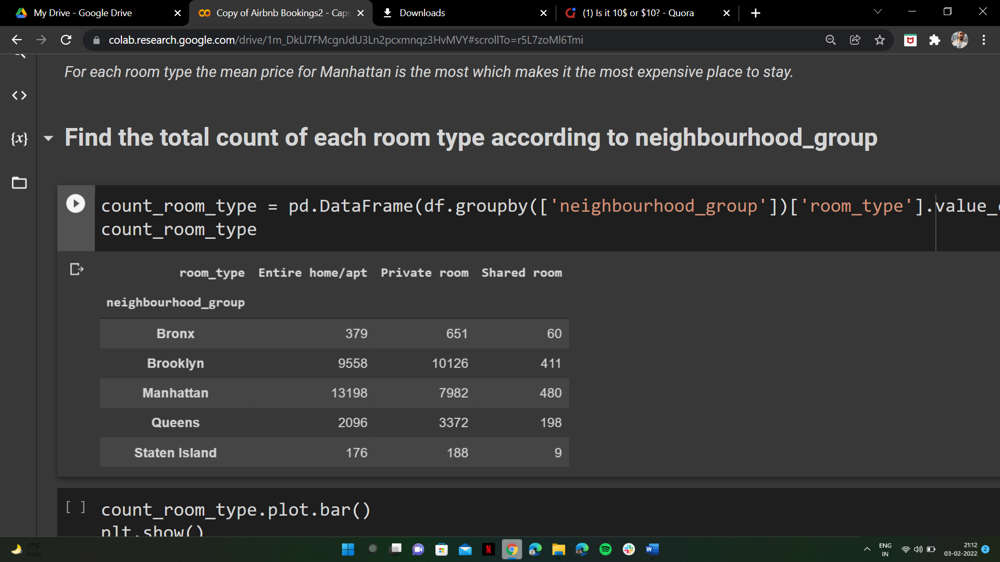 My Drive - Google Drive
Copy of Airbnb Bookings2 - Caps
Downloads
(1) Is it 10$ or $10? - Quora
colab.research.google.com/drive/1m_DkLl7FMcgnJdU3Ln2pcxmnqz3HvMVY#scrollTo=r5L7zoMl6Tmi
For each room type the mean price for Manhattan is the most which makes it the most expensive place to stay.
{x}
Find the total count of each room type according to neighbourhood_group
count_room_type = pd.DataFrame(df.groupby(['neighbourhood_group'])['room_type'].value_
count_room_type
room_type Entire home/apt Private room Shared room
neighbourhood_group
Bronx 379 651 60
Brooklyn 9558 10126 411
Manhattan 13198 7982 480
Queens 2096 3372 198
Staten Island 176 188 9
[ ] count_room_type.plot.bar()
plt.show()
17°C
Haze
ENG
IN
21:12
03-02-2022
2